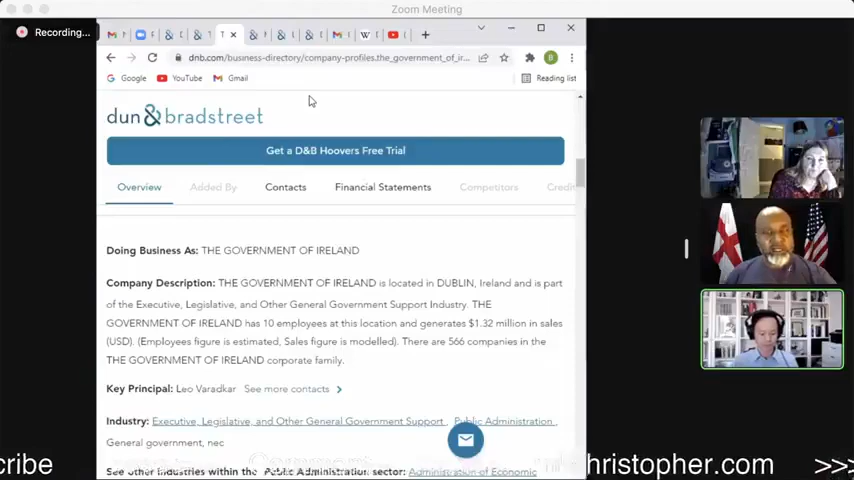 Zoom Meeting
Recording...
dnb.com/business-directory/company-profiles.the_government_of_ir...
Google YouTube Gmail Reading list
dun & bradstreet
Get a D&B Hoovers Free Trial
Overview Added By Contacts Financial Statements Competitors Credit
Doing Business As: THE GOVERNMENT OF IRELAND
Company Description: THE GOVERNMENT OF IRELAND is located in DUBLIN, Ireland and is part
of the Executive, Legislative, and Other General Government Support Industry. THE
GOVERNMENT OF IRELAND has 10 employees at this location and generates $1.32 million in sales
(USD). (Employees figure is estimated, Sales figure is modelled). There are 566 companies in the
THE GOVERNMENT OF IRELAND corporate family.
Key Principal: Leo Varadkar See more contacts
Industry: Executive, Legislative, and Other General Government Support , Public Administration ,
General government, nec
See other industries within the Public Administration sector: Administration of Economic
cribe hristopher.com >>>